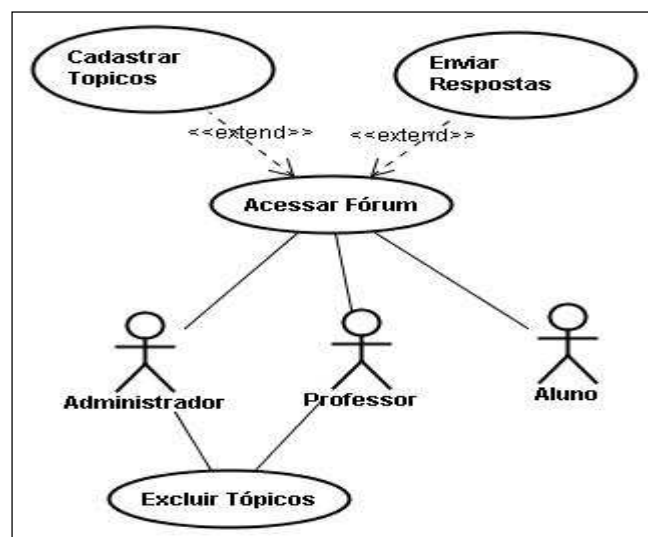 Cadastrar
Topicos
Enviar
Respostas
<<extend>>
<<extend>>
Acessar Fórum
Administrador
Professor
Aluno
Excluir Tópicos